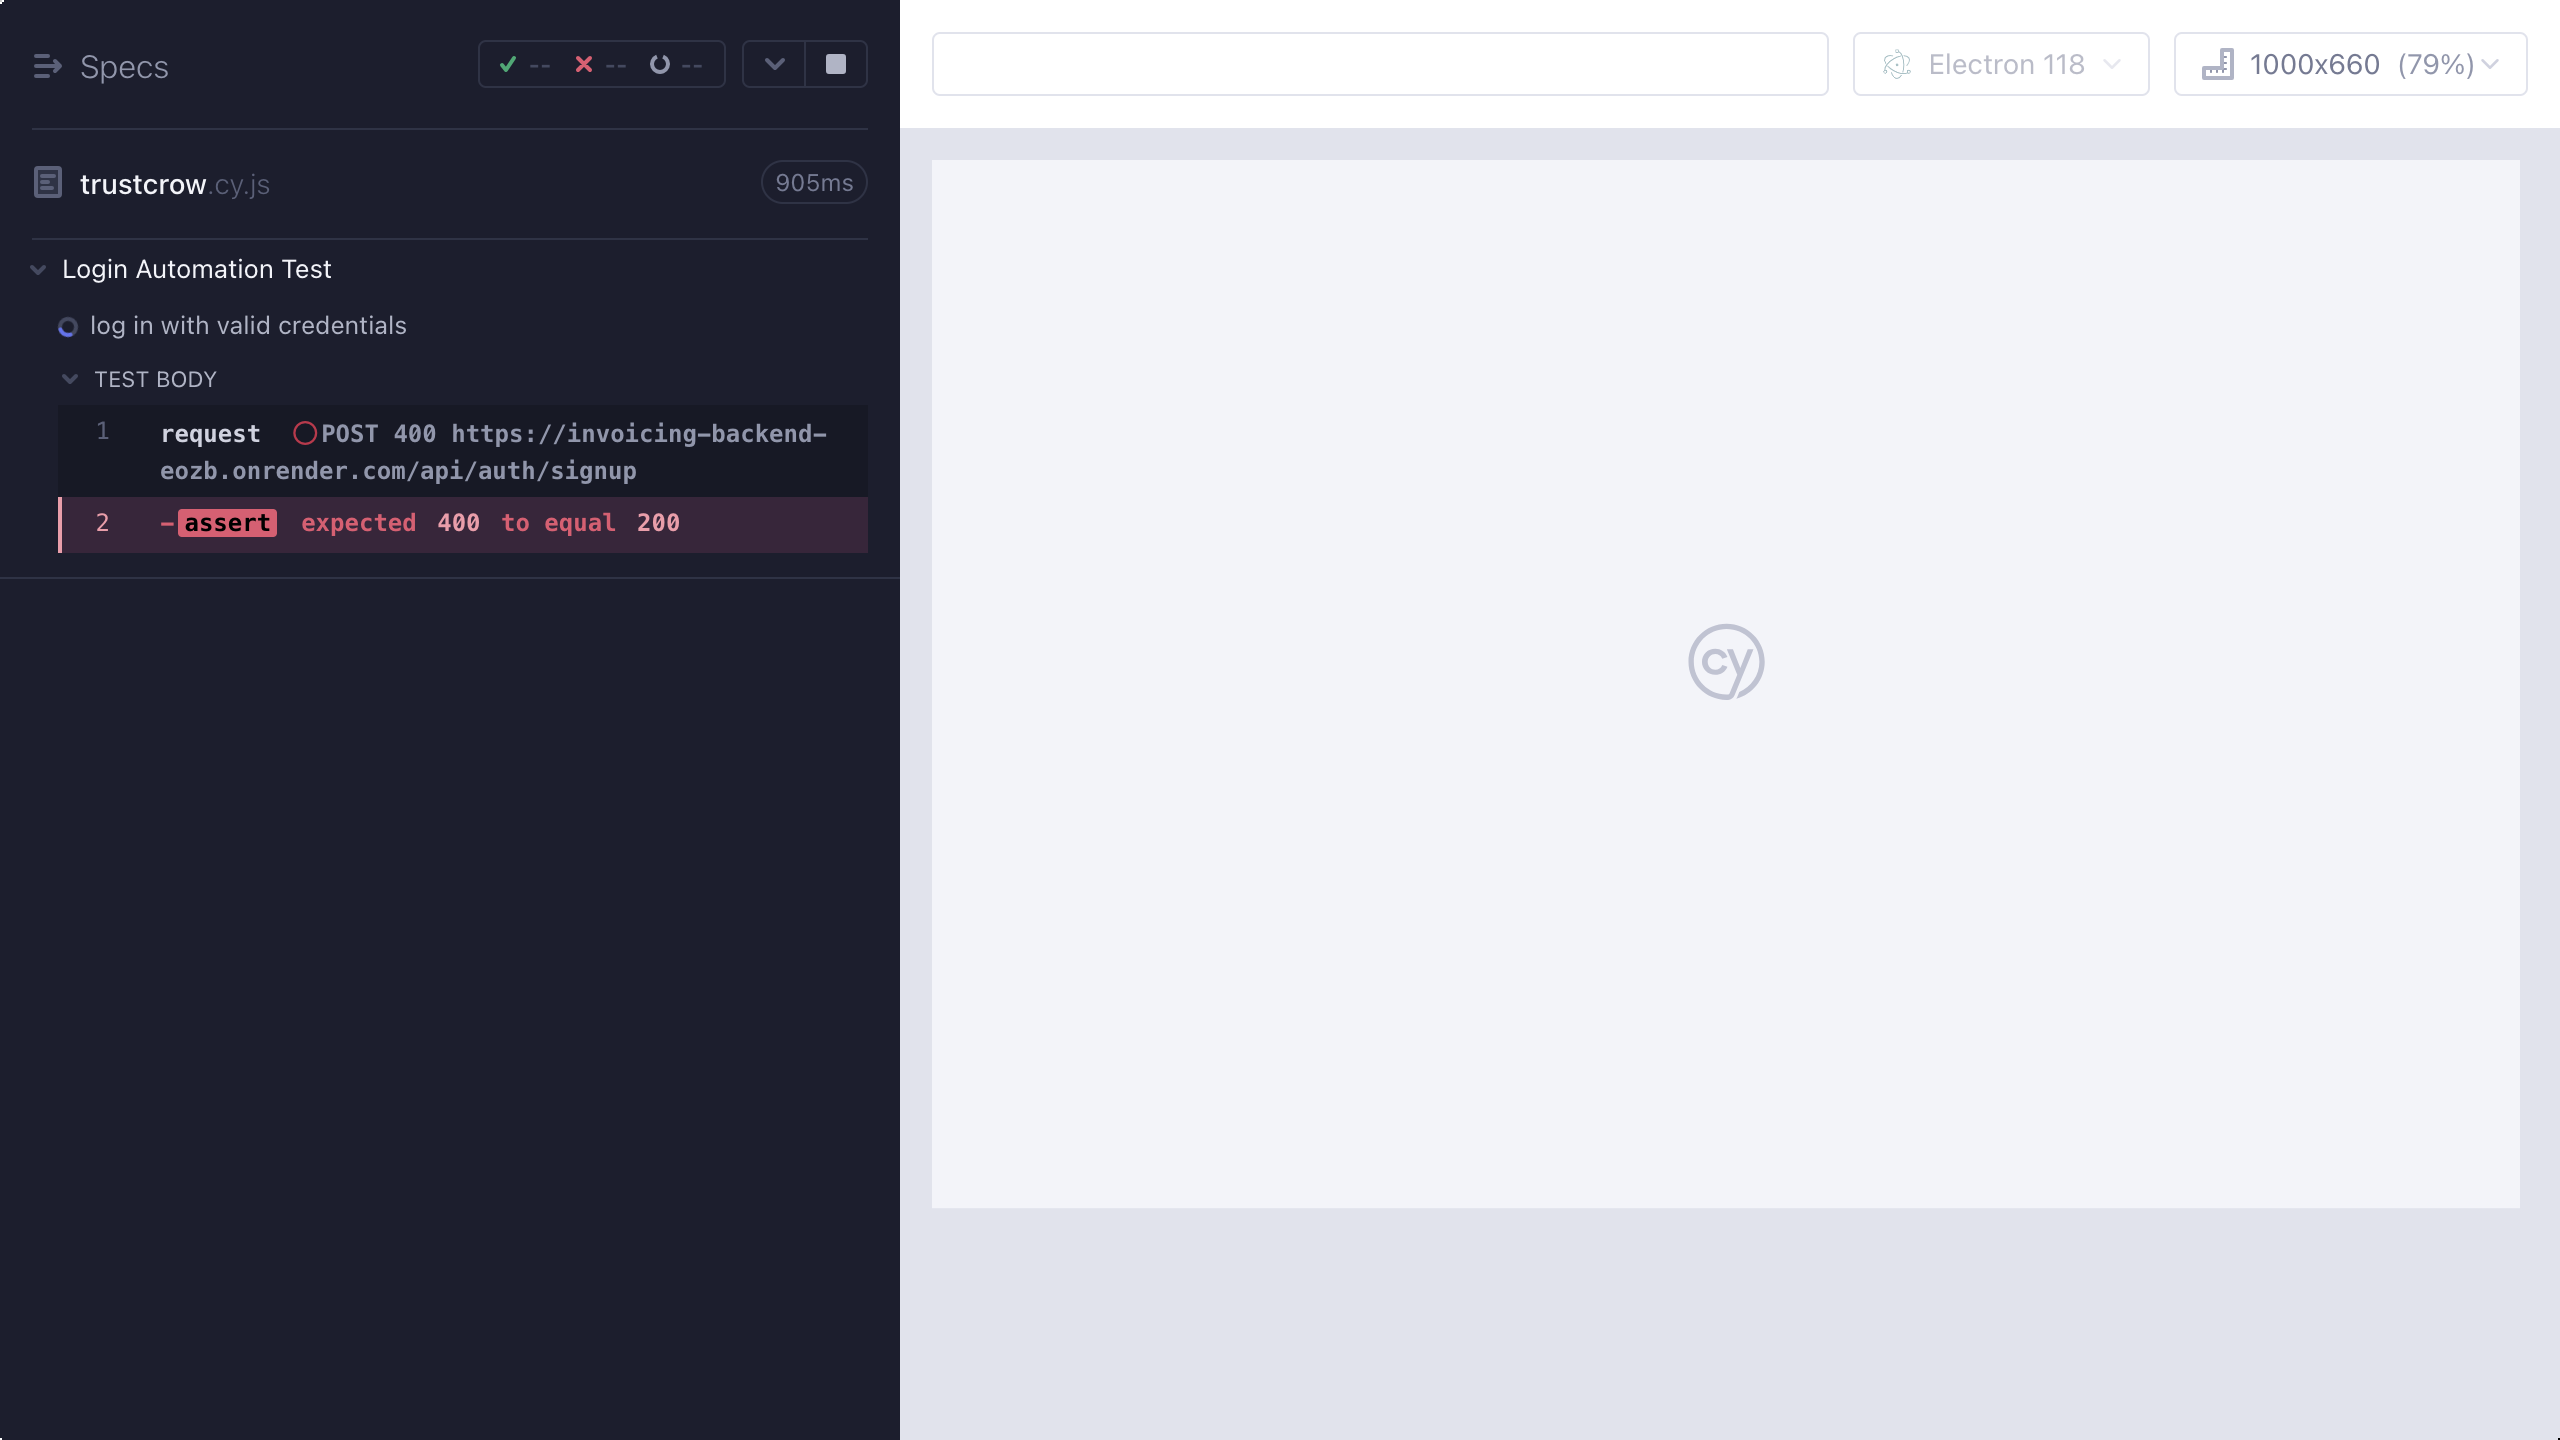 Specs
-- -- --
trustcrow.cy.js
905ms
Login Automation Test
log in with valid credentials
TEST BODY
1 request POST 400 https://invoicing-backend-
eozb.onrender.com/api/auth/signup
2 -assert expected 400 to equal 200
Electron 118
1000x660 (79%)
cy